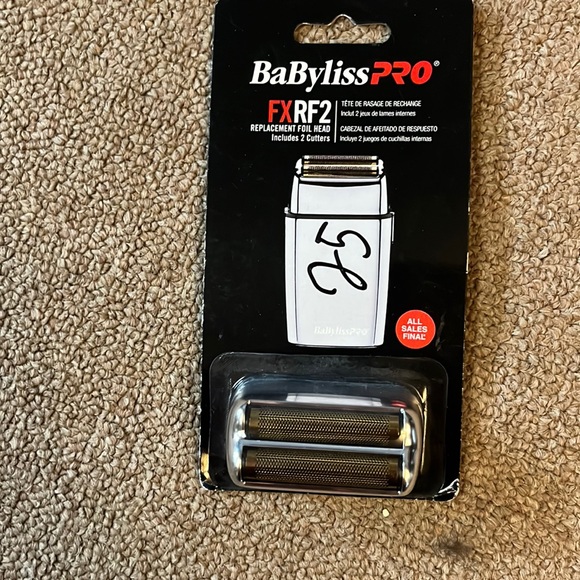 BaBylissPRO®
FXRF2
REPLACEMENT FOIL HEAD
Includes 2 Cutters
TÊTE DE RASAGE DE RECHANGE
Inclut 2 jeux de lames internes
CABEZAL DE AFEITADO DE RESPUESTO
Incluye 2 juegos de cuchillas internas
25
BaBylissPRO
ALL
SALES
FINAL*